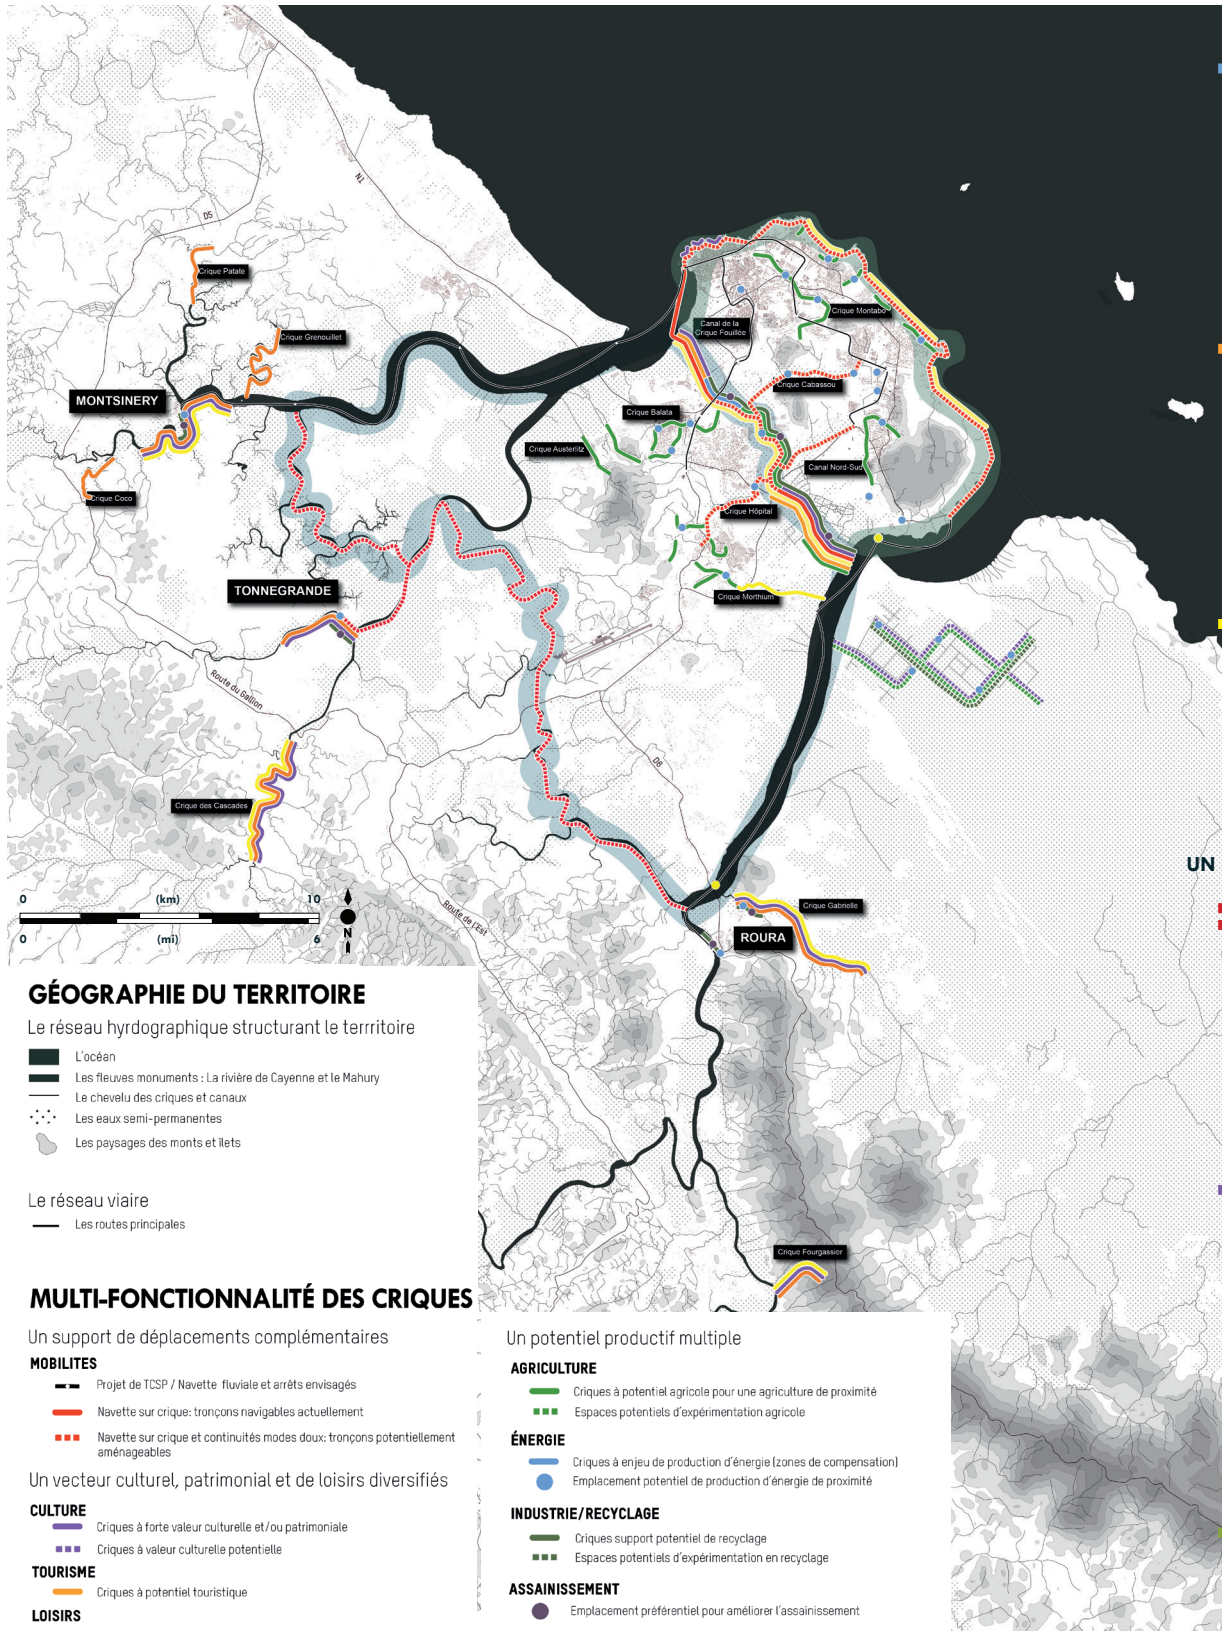 N1
D5
Crique Patate
Crique Grenouillet
Canal de la
Crique Fouillée
Crique Montabo
MONTSINERY
Crique Cabassou
Crique Balata
Crique Austerlitz
Canal Nord-Sud
Crique Coco
Crique Hôpital
TONNEGRANDE
Crique Morthium
Route du Gallion
D6
Crique des Cascades
UN
0 (km) 10
0 (mi) 6
N
Route de l'Est
Crique Gabrielle
ROURA
GÉOGRAPHIE DU TERRITOIRE
Le réseau hyrdographique structurant le terrritoire
L'océan
Les fleuves monuments : La rivière de Cayenne et le Mahury
Le chevelu des criques et canaux
Les eaux semi-permanentes
Les paysages des monts et îlets
Le réseau viaire
Les routes principales
Crique Fourgassier
MULTI-FONCTIONNALITÉ DES CRIQUES
Un support de déplacements complémentaires
MOBILITES
Projet de TCSP / Navette fluviale et arrêts envisagés
Navette sur crique: tronçons navigables actuellement
Navette sur crique et continuités modes doux: tronçons potentiellement
aménageables
Un vecteur culturel, patrimonial et de loisirs diversifiés
CULTURE
Criques à forte valeur culturelle et/ou patrimoniale
Criques à valeur culturelle potentielle
TOURISME
Criques à potentiel touristique
LOISIRS
Un potentiel productif multiple
AGRICULTURE
Criques à potentiel agricole pour une agriculture de proximité
Espaces potentiels d'expérimentation agricole
ÉNERGIE
Criques à enjeu de production d'énergie (zones de compensation)
Emplacement potentiel de production d'énergie de proximité
INDUSTRIE/RECYCLAGE
Criques support potentiel de recyclage
Espaces potentiels d'expérimentation en recyclage
ASSAINISSEMENT
Emplacement préférentiel pour améliorer l'assainissement